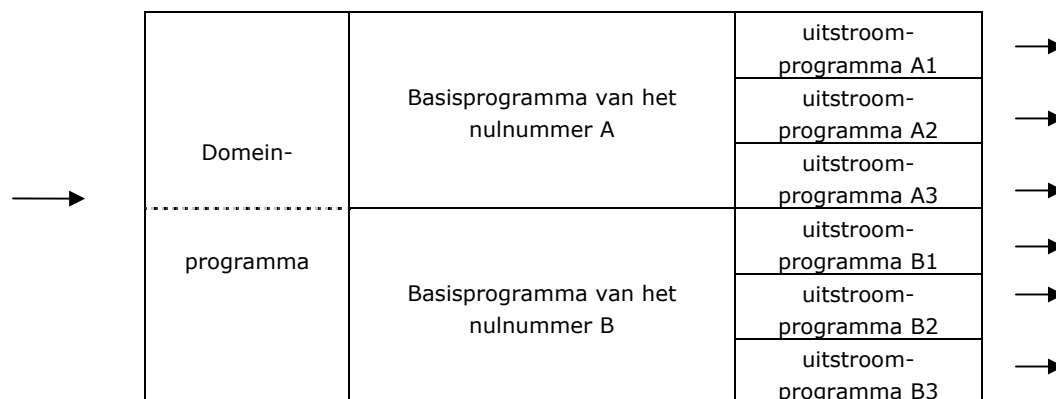 Domein-
programma
Basisprogramma van het
nulnummer A
Basisprogramma van het
nulnummer B
uitstroom-
programma A1
uitstroom-
programma A2
uitstroom-
programma A3
uitstroom-
programma B1
uitstroom-
programma B2
uitstroom-
programma B3